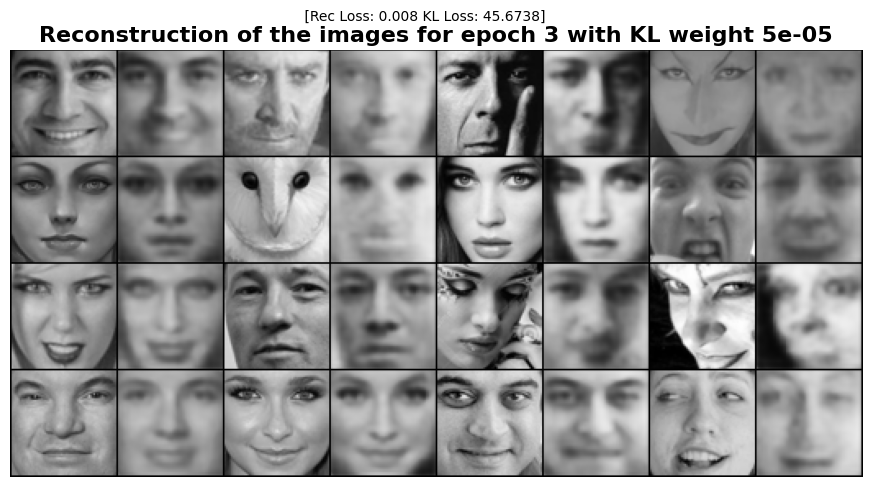 [Rec Loss: 0.008 KL Loss: 45.6738]
Reconstruction of the images for epoch 3 with KL weight 5e-05